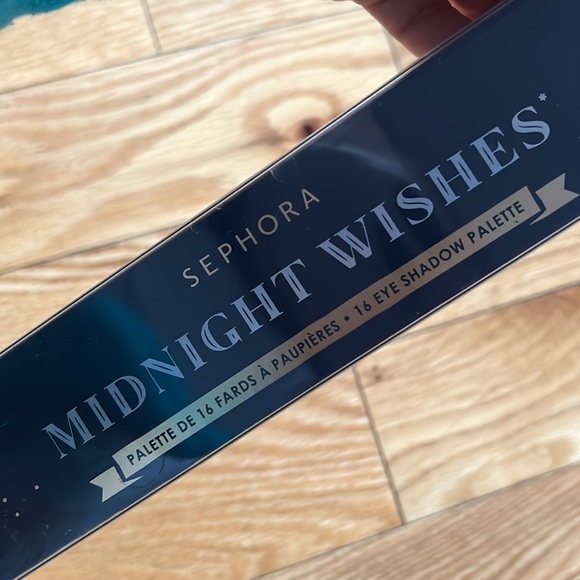 SEPHORA
MIDNIGHT WISHES*
PALETTE DE 16 FARDS À PAUPIÈRES • 16 EYE SHADOW PALETTE